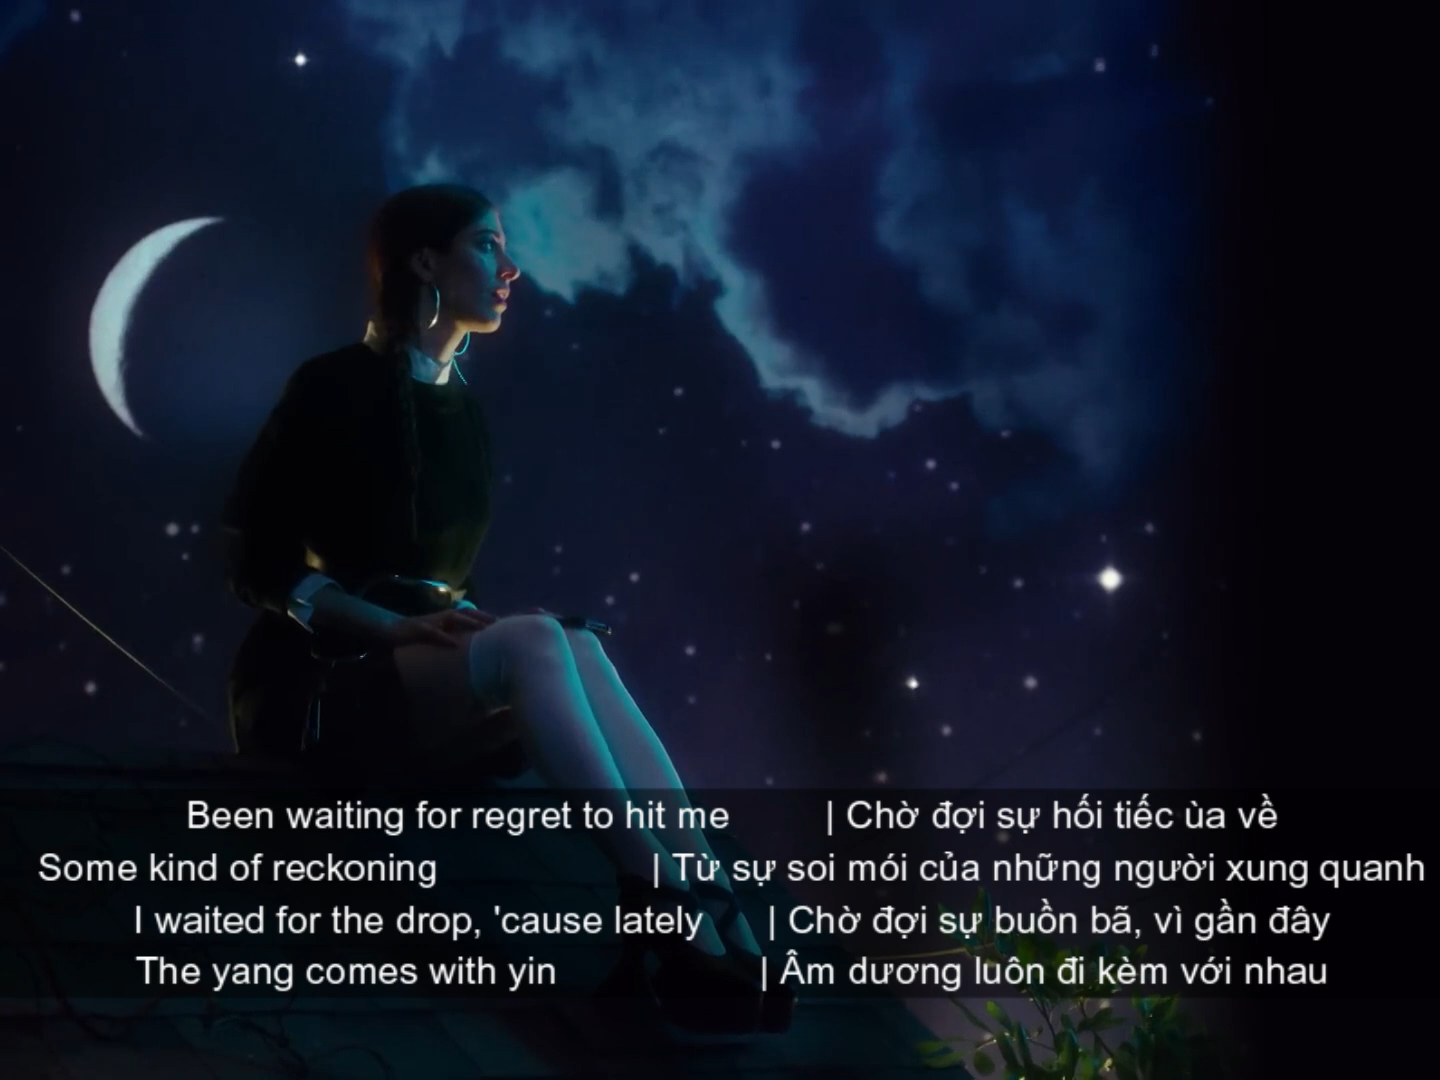 Been waiting for regret to hit me | Chờ đợi sự hối tiếc ùa về
Some kind of reckoning | Từ sự soi mói của những người xung quanh
I waited for the drop, 'cause lately | Chờ đợi sự buồn bã, vì gần đây
The yang comes with yin | Âm dương luôn đi kèm với nhau